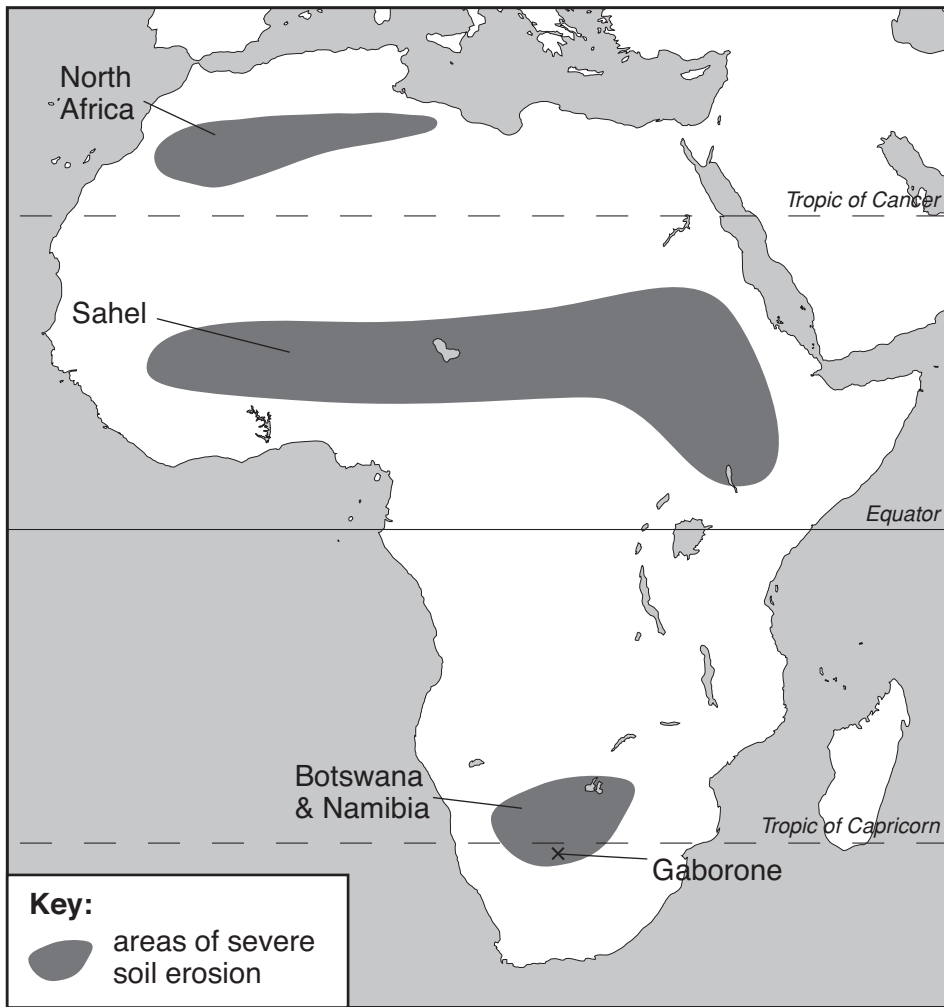 North
Africa
Tropic of Cancer
Sahel
Equator
Botswana
& Namibia
Tropic of Capricorn
Gaborone
Key:
areas of severe
soil erosion